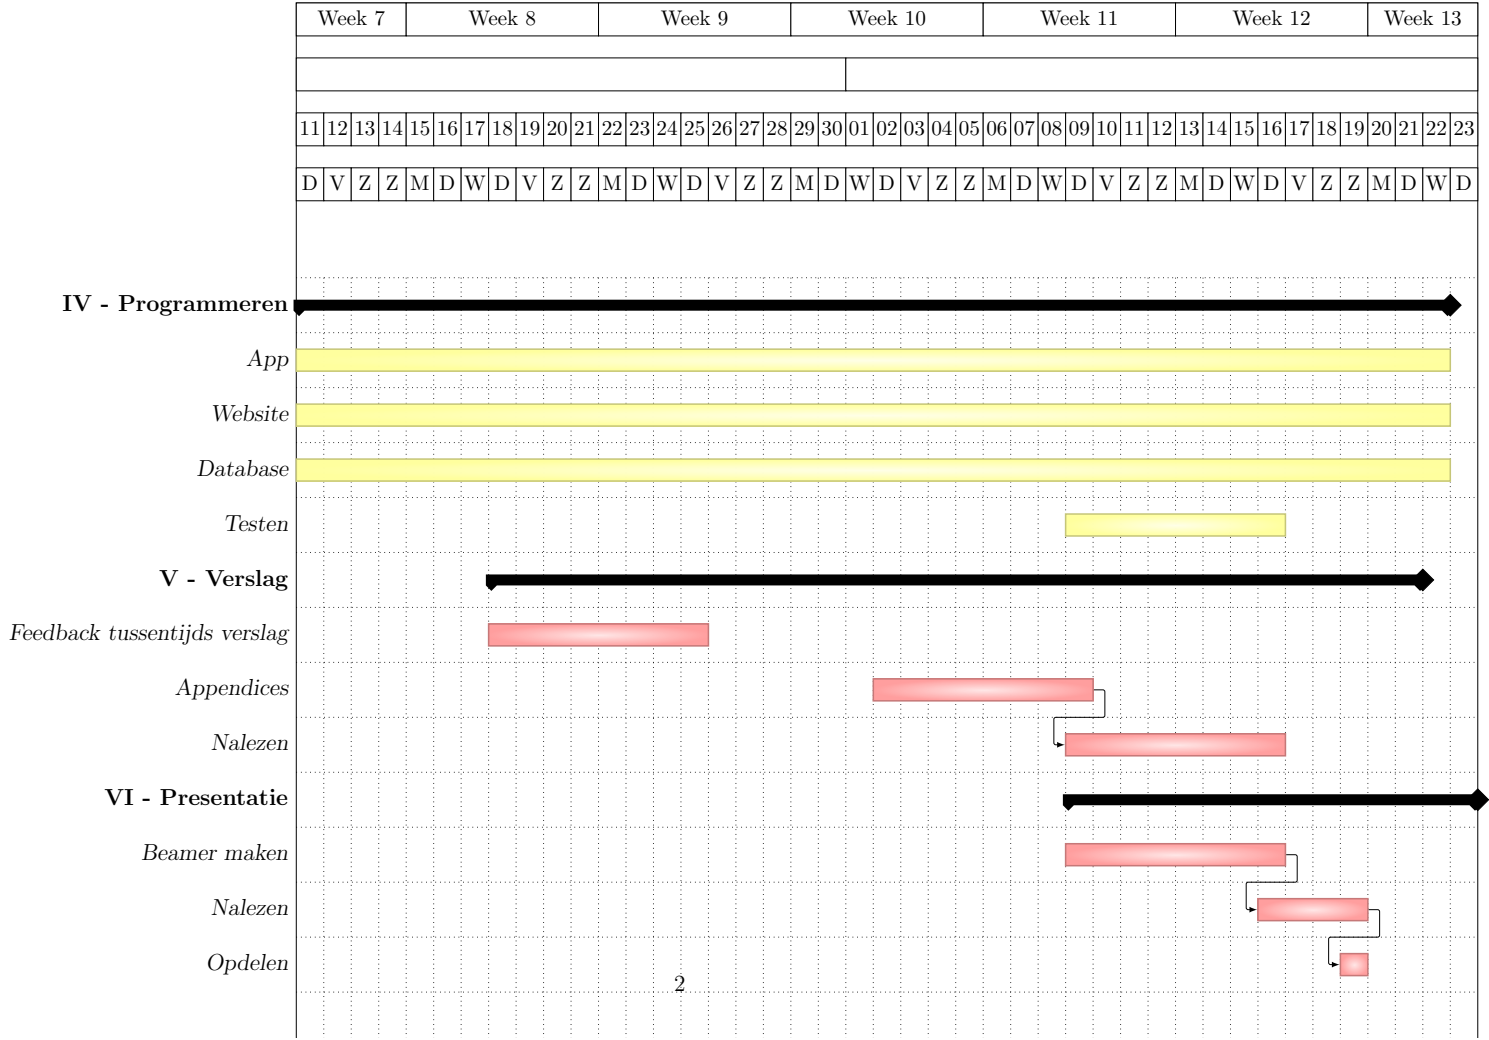 Week 7 Week 8 Week 9 Week 10 Week 11 Week 12 Week 13
11 12 13 14 15 16 17 18 19 20 21 22 23 24 25 26 27 28 29 30 01 02 03 04 05 06 07 08 09 10 11 12 13 14 15 16 17 18 19 20 21 22 23
D V Z Z M D W D V Z Z M D W D V Z Z M D W D V Z Z M D W D V Z Z M D W D V Z Z M D W D
IV - Programmeren
App
Website
Database
Testen
V - Verslag
Feedback tussentijds verslag
Appendices
Nalezen
VI - Presentatie
Beamer maken
Nalezen
Opdelen
2